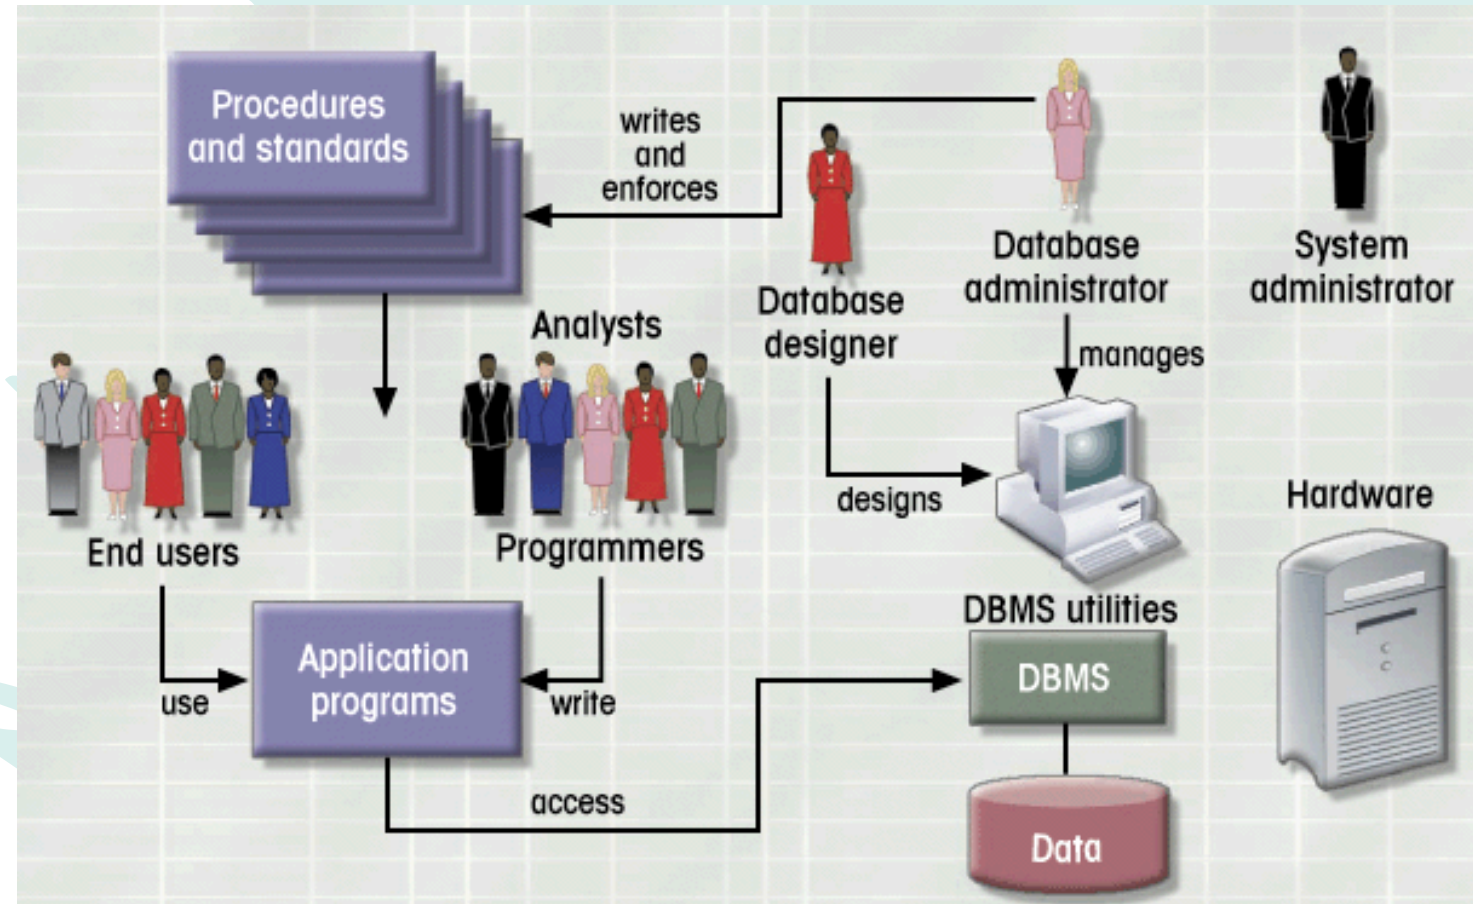 Procedures
and standards
writes
and
enforces
Database
administrator
System
administrator
Database
designer
manages
Analysts
designs
Hardware
End users
Programmers
DBMS utilities
Application
programs
use
write
DBMS
access
Data